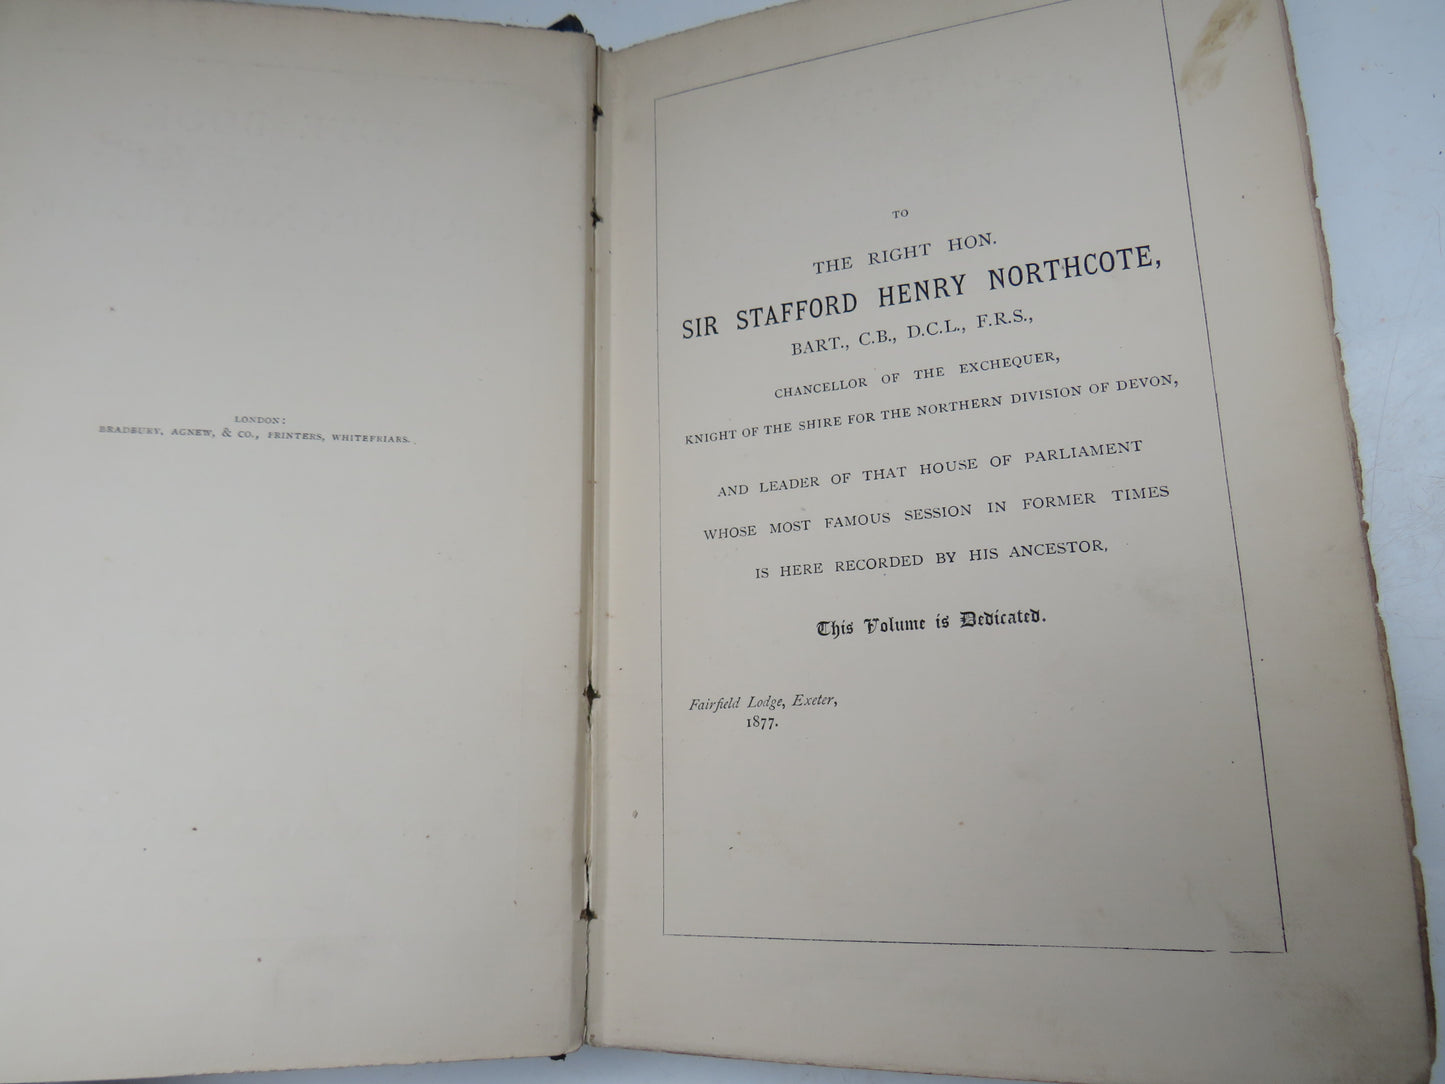 LONDON:
BRADBURY, AGNEW, & CO., PRINTERS, WHITEFRIARS.
TO
THE RIGHT HON.
SIR STAFFORD HENRY NORTHCOTE,
BART., C.B., D.C.L., F.R.S.,
CHANCELLOR OF THE EXCHEQUER,
KNIGHT OF THE SHIRE FOR THE NORTHERN DIVISION OF DEVON,
AND LEADER OF THAT HOUSE OF PARLIAMENT
WHOSE MOST FAMOUS SESSION IN FORMER TIMES
IS HERE RECORDED BY HIS ANCESTOR,
This Volume is Dedicated.
Fairfield Lodge, Exeter,
1877.